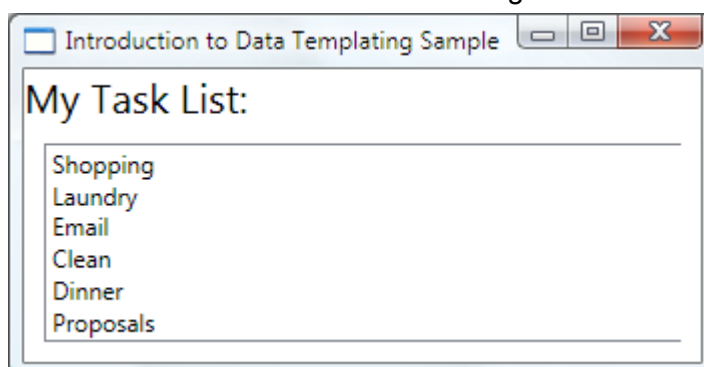 Introduction to Data Templating Sample
My Task List:
Shopping
Laundry
Email
Clean
Dinner
Proposals